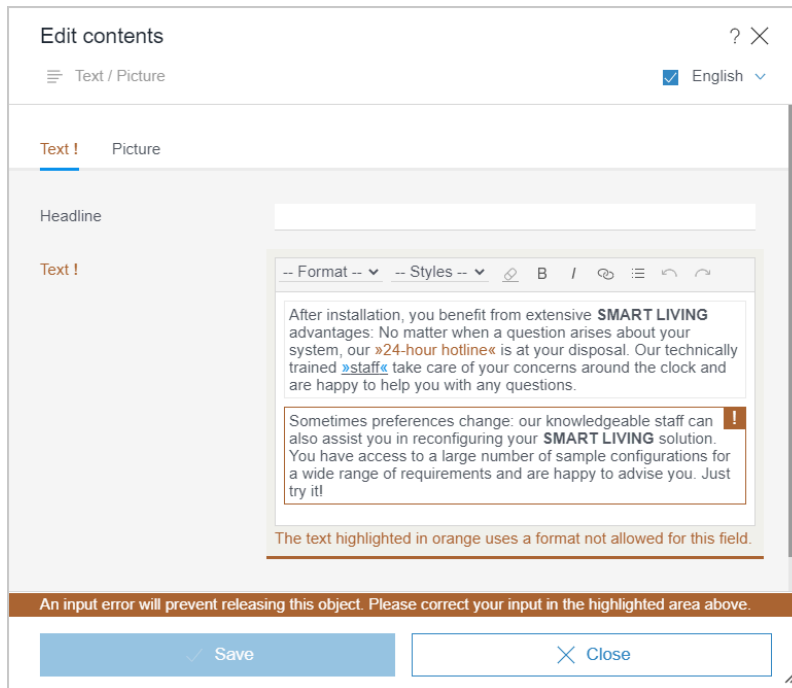 Edit contents
?
Text / Picture
English
Text !
Picture
Headline
Text !
-- Format --
-- Styles --
B
I
After installation, you benefit from extensive SMART LIVING
advantages: No matter when a question arises about your
system, our »24-hour hotline« is at your disposal. Our technically
trained »staff« take care of your concerns around the clock and
are happy to help you with any questions.
!
Sometimes preferences change: our knowledgeable staff can
also assist you in reconfiguring your SMART LIVING solution.
You have access to a large number of sample configurations for
a wide range of requirements and are happy to advise you. Just
try it!
The text highlighted in orange uses a format not allowed for this field.
An input error will prevent releasing this object. Please correct your input in the highlighted area above.
Save
Close